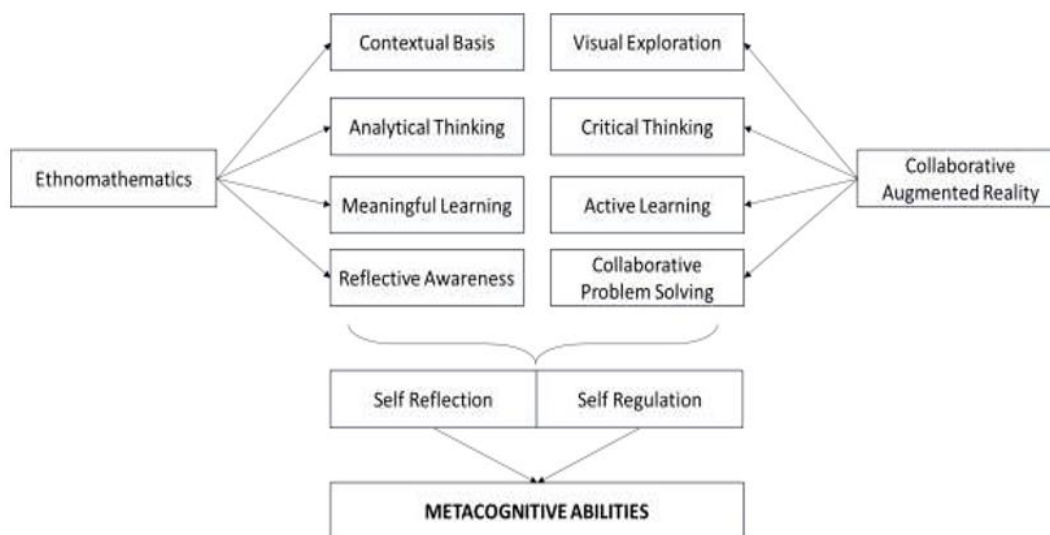 Contextual Basis
Visual Exploration
Analytical Thinking
Critical Thinking
Ethnomathematics
Collaborative
Augmented Reality
Meaningful Learning
Active Learning
Reflective Awareness
Collaborative
Problem Solving
Self Reflection
Self Regulation
METACOGNITIVE ABILITIES